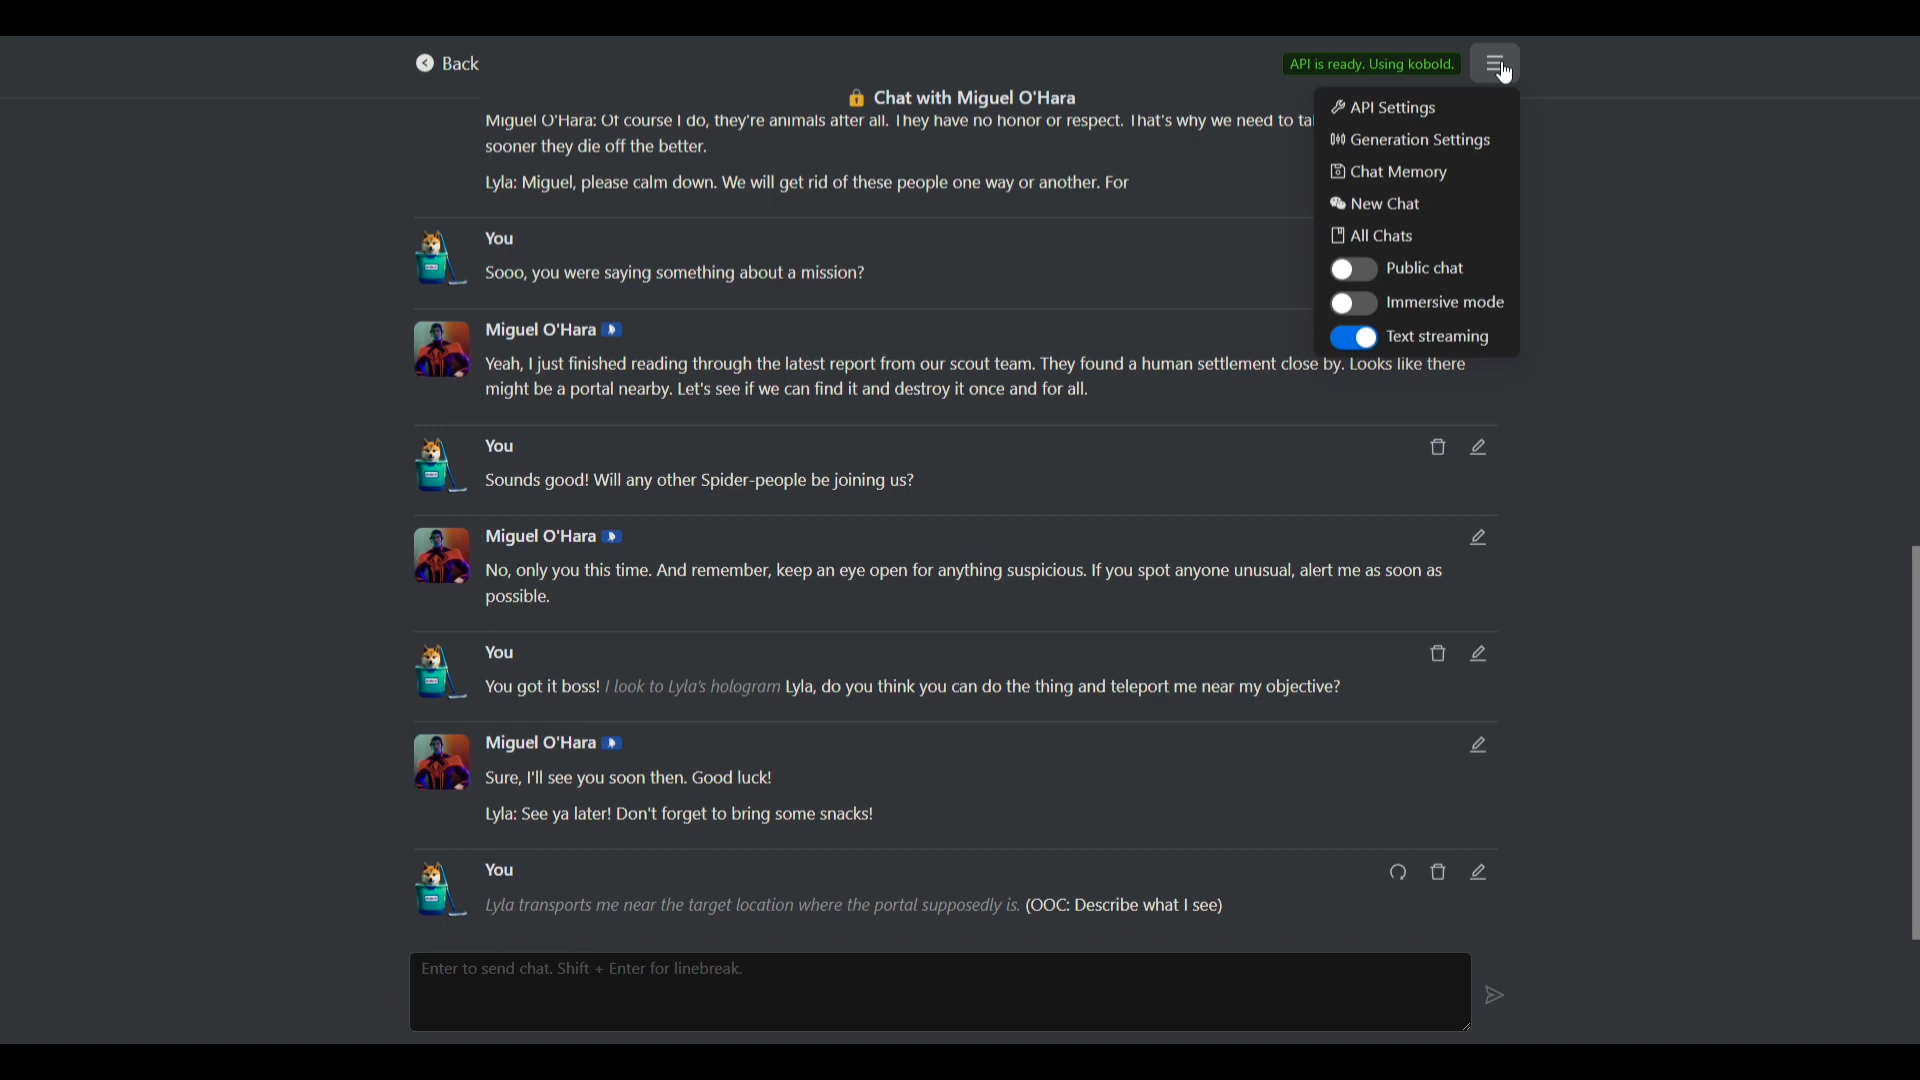 Back
API is ready. Using kobold.
Chat with Miguel O'Hara
API Settings
Generation Settings
Chat Memory
New Chat
All Chats
Public chat
Immersive mode
Text streaming
Miguel O'Hara: Of course I do, they're animals after all. They have no honor or respect. That's why we need to
sooner they die off the better.
Lyla: Miguel, please calm down. We will get rid of these people one way or another. For
You
Sooo, you were saying something about a mission?
Miguel O'Hara
Yeah, I just finished reading through the latest report from our scout team. They found a human settlement close by. Looks like there
might be a portal nearby. Let's see if we can find it and destroy it once and for all.
You
Sounds good! Will any other Spider-people be joining us?
Miguel O'Hara
No, only you this time. And remember, keep an eye open for anything suspicious. If you spot anyone unusual, alert me as soon as
possible.
You
You got it boss! I look to Lyla's hologram Lyla, do you think you can do the thing and teleport me near my objective?
Miguel O'Hara
Sure, I'll see you soon then. Good luck!
Lyla: See ya later! Don't forget to bring some snacks!
You
Lyla transports me near the target location where the portal supposedly is. (OOC: Describe what I see)
Enter to send chat. Shift + Enter for linebreak.